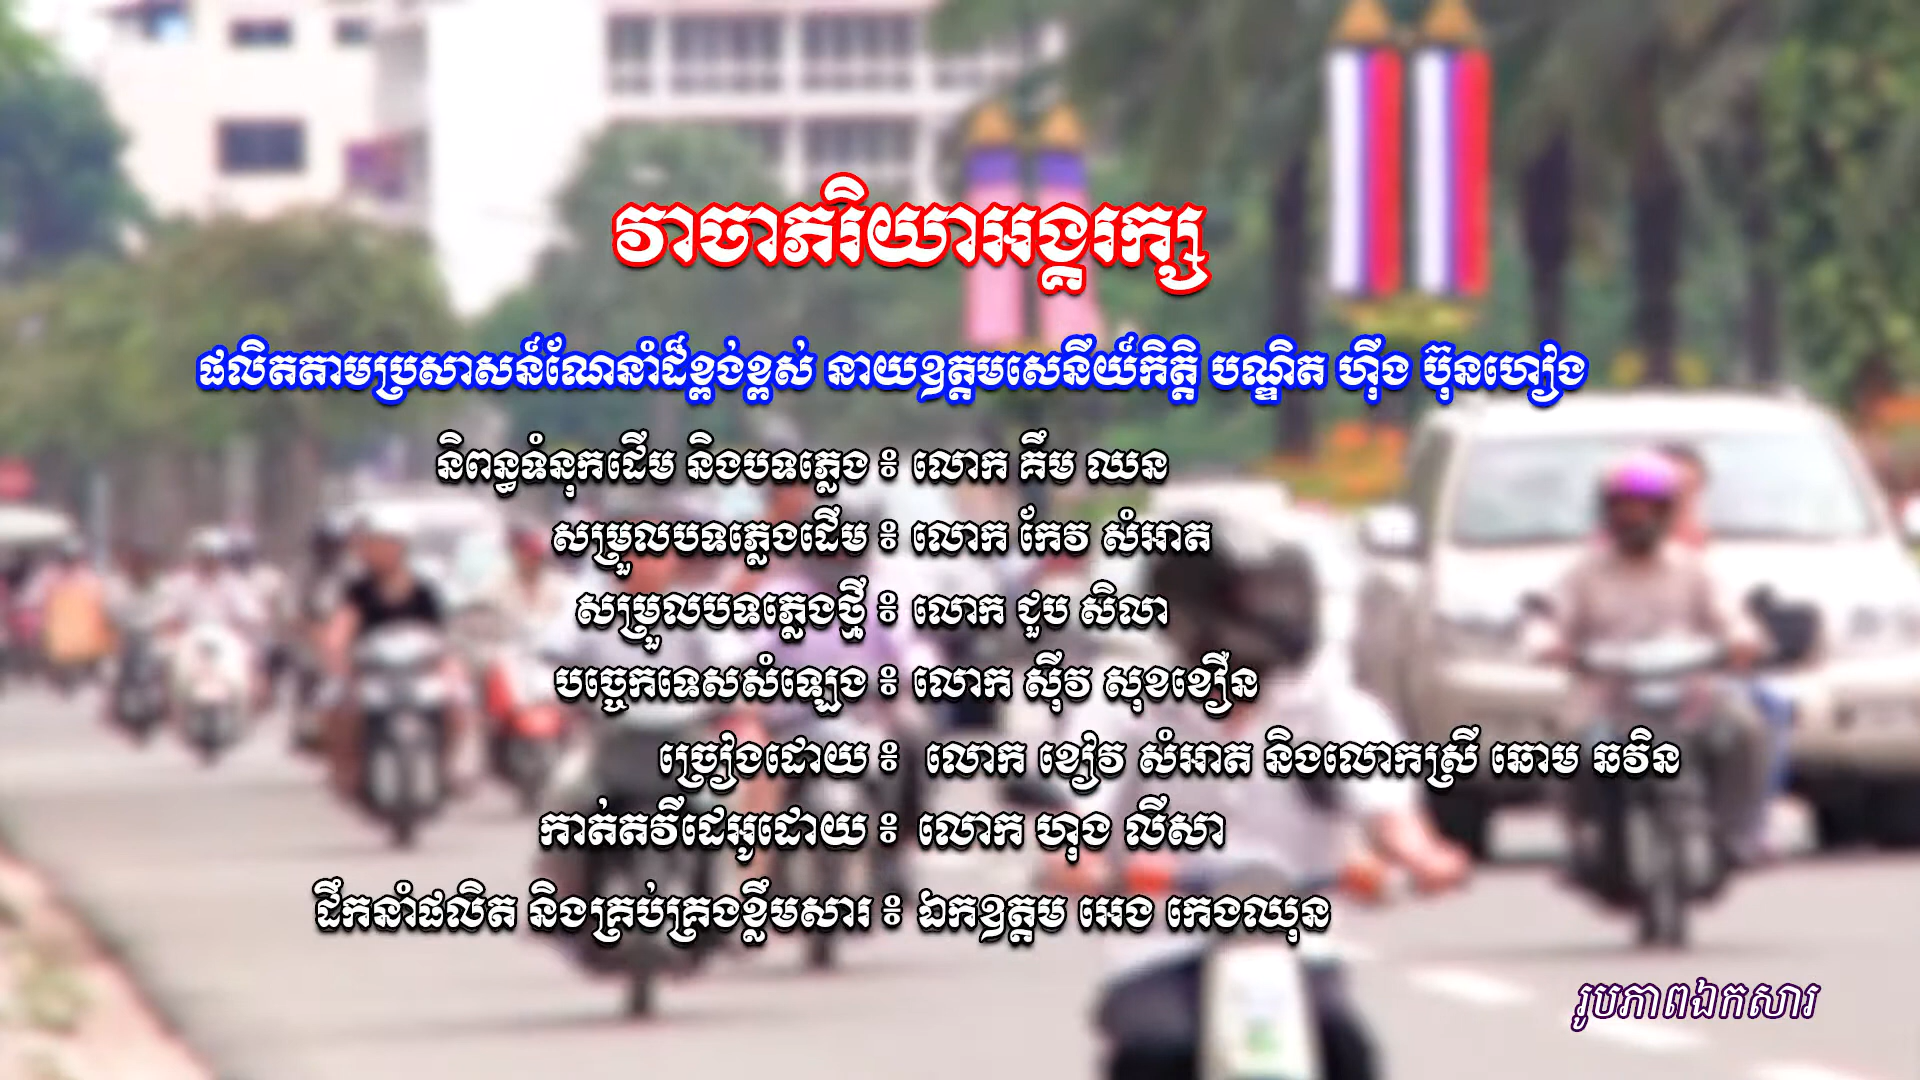 វាចាភរិយាអង្គរក្ស
ផលិតតាមប្រសាសន៍ណែនាំដ៏ខ្ពង់ខ្ពស់ នាយឧត្តមសេនីយ៍កិត្តិ បណ្ឌិត ហ៊ីង ប៊ុនហៀង
និពន្ធទំនុកដើម និងបទភ្លេង ៖ លោក គឹម ឈន
សម្រួលបទភ្លេងដើម ៖ លោក កែវ សំអាត
សម្រួលបទភ្លេងថ្មី ៖ លោក ជួប សិលា
បច្ចេកទេសសំឡេង ៖ លោក ស៊ីវ សុខខឿន
ច្រៀងដោយ ៖ លោក ខៀវ សំអាត និងលោកស្រី ឆោម ឆវិន
កាត់តវីដេអូដោយ ៖ លោក ហុង លីសា
ដឹកនាំផលិត និងគ្រប់គ្រងខ្លឹមសារ ៖ ឯកឧត្តម អេង កេងឈុន
រូបភាពឯកសារ